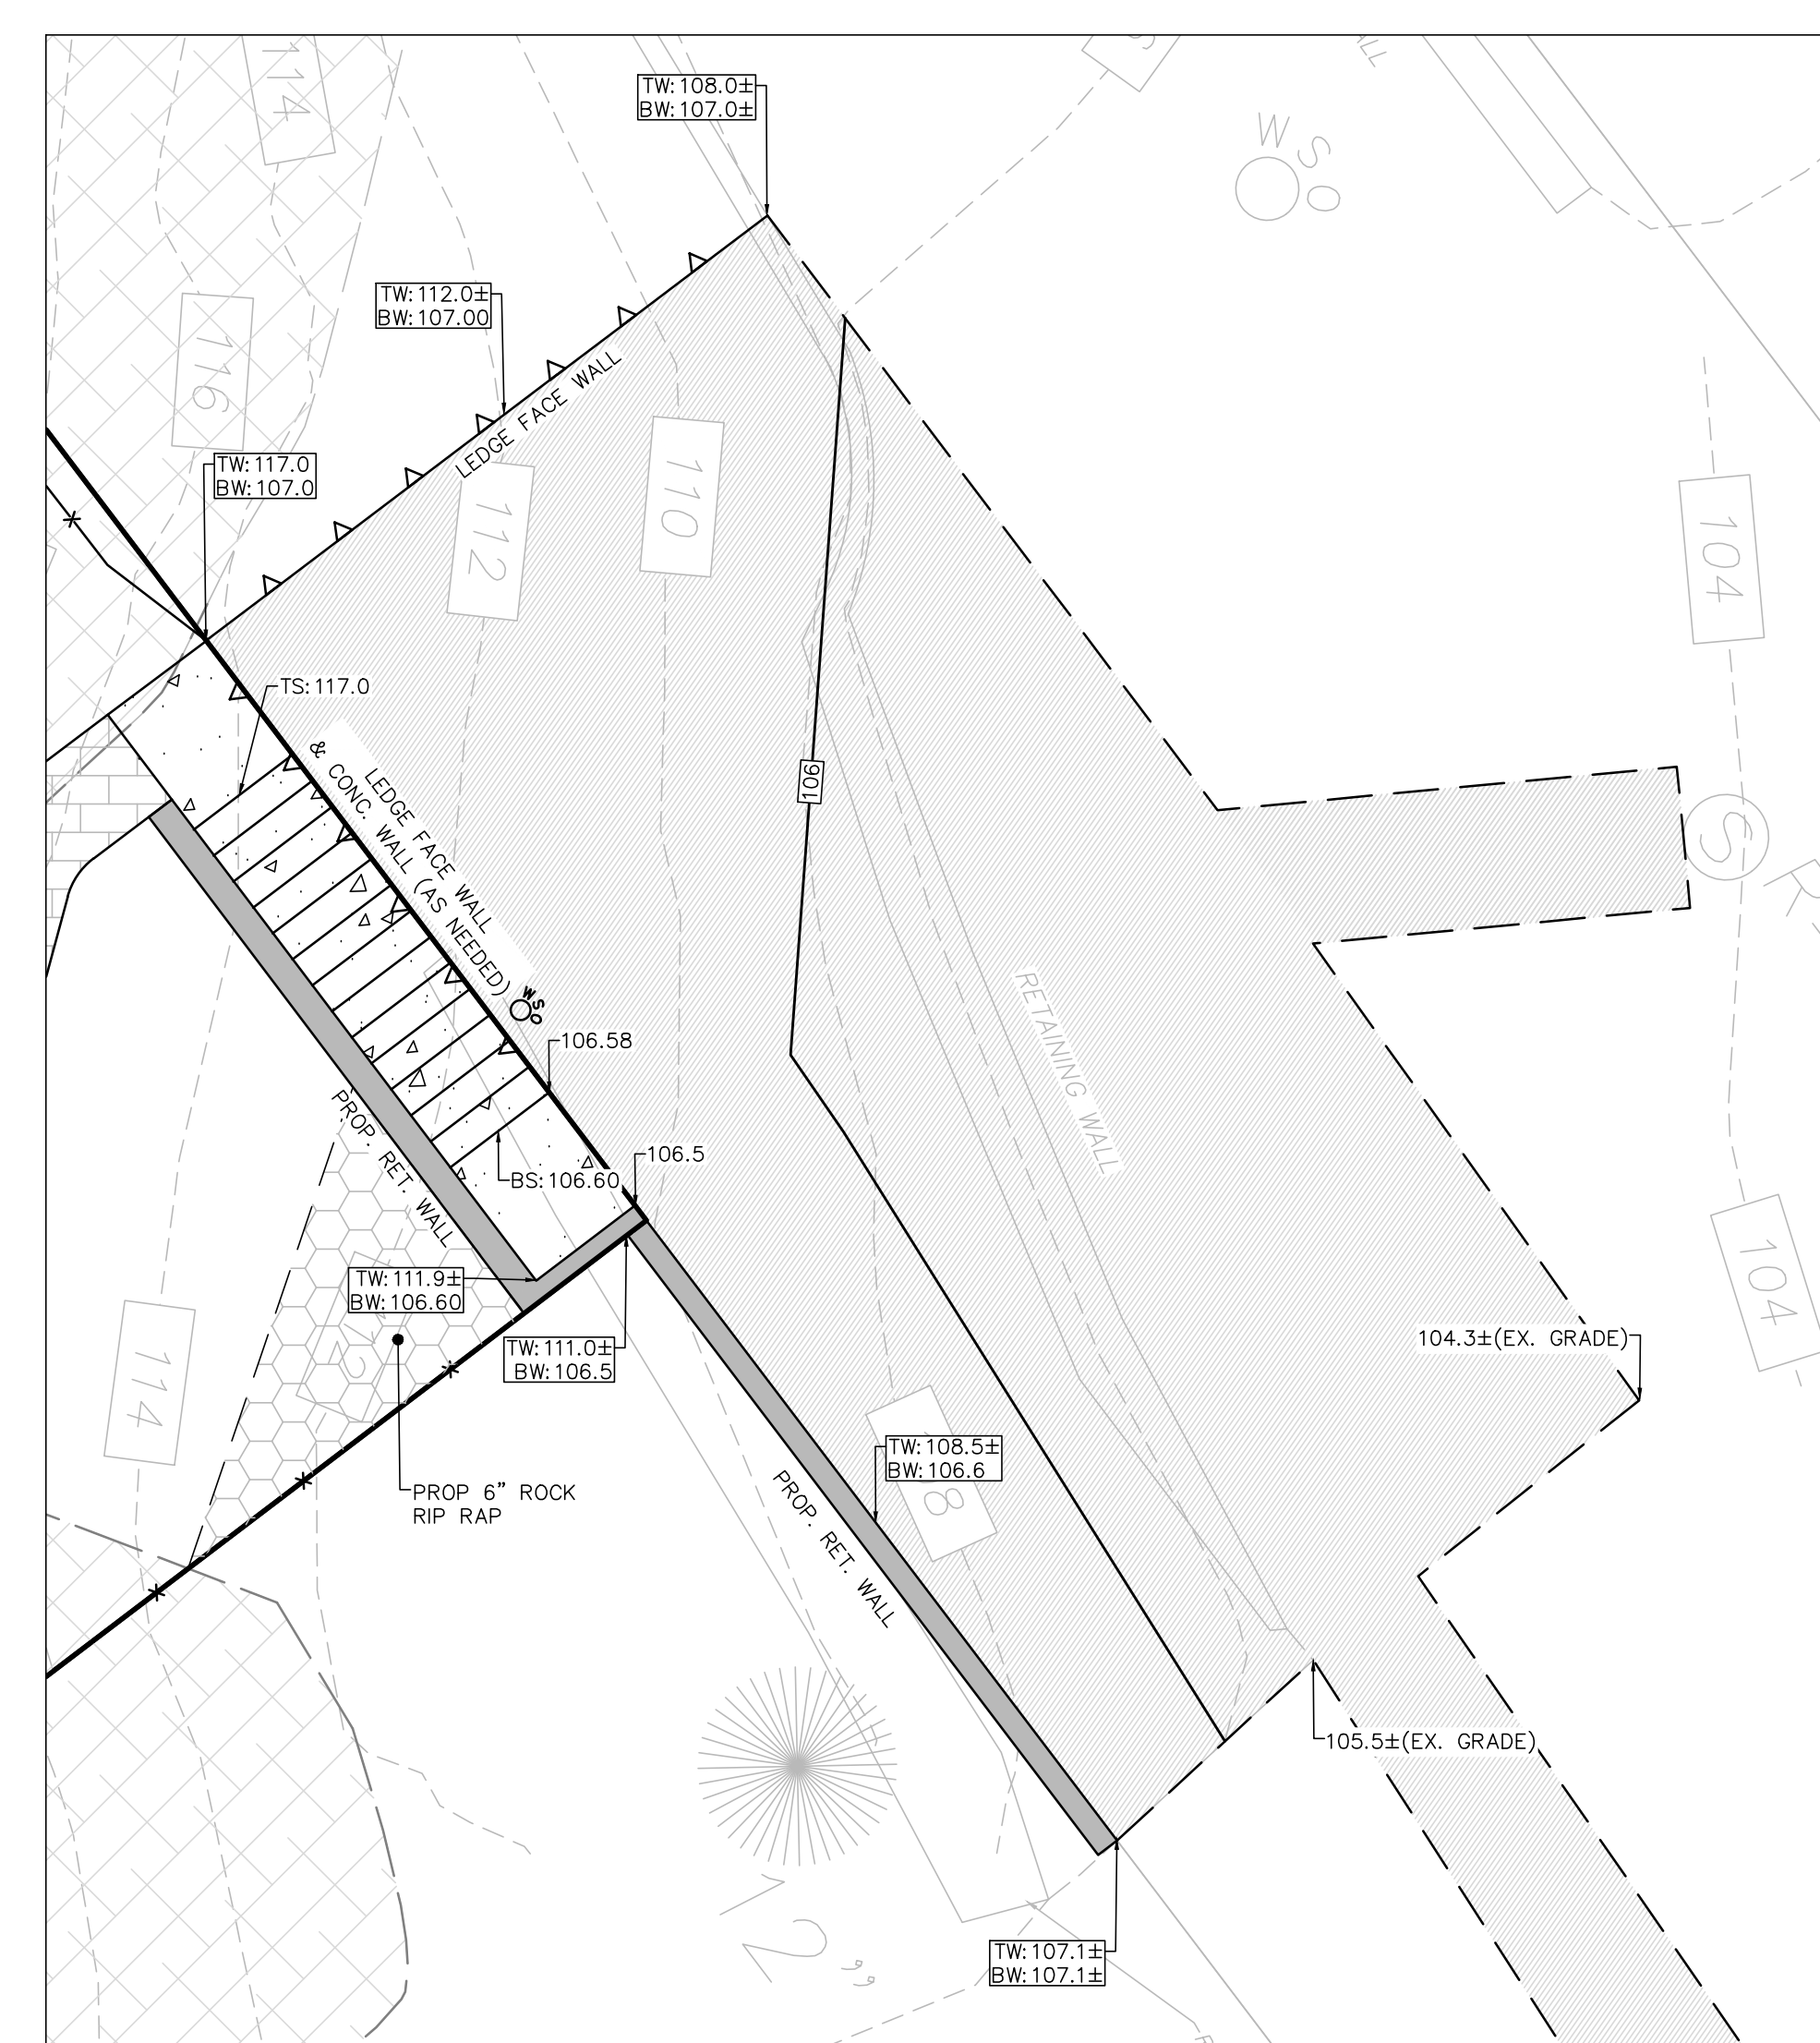 TW: 108.0±
BW: 107.0±
114
W
S
O
TW: 112.0±
BW: 107.00
LEDGE FACE WALL
116
110
TW: 117.0
BW: 107.0
112
104
TS: 117.0
106
LEDGE FACE WALL
& CONC. WALL (AS NEEDED)
S
R
W
S
O
RETAINING WALL
106.58
106.5
BS: 106.60
PROP. RET. WALL
TW: 111.9±
BW: 106.60
TW: 111.0±
BW: 106.5
104
104.3±(EX. GRADE)
114
PROP 6” ROCK
RIP RAP
TW: 108.5±
BW: 106.6
PROP. RET. WALL
105.5±(EX. GRADE)
12”
TW: 107.1±
BW: 107.1±